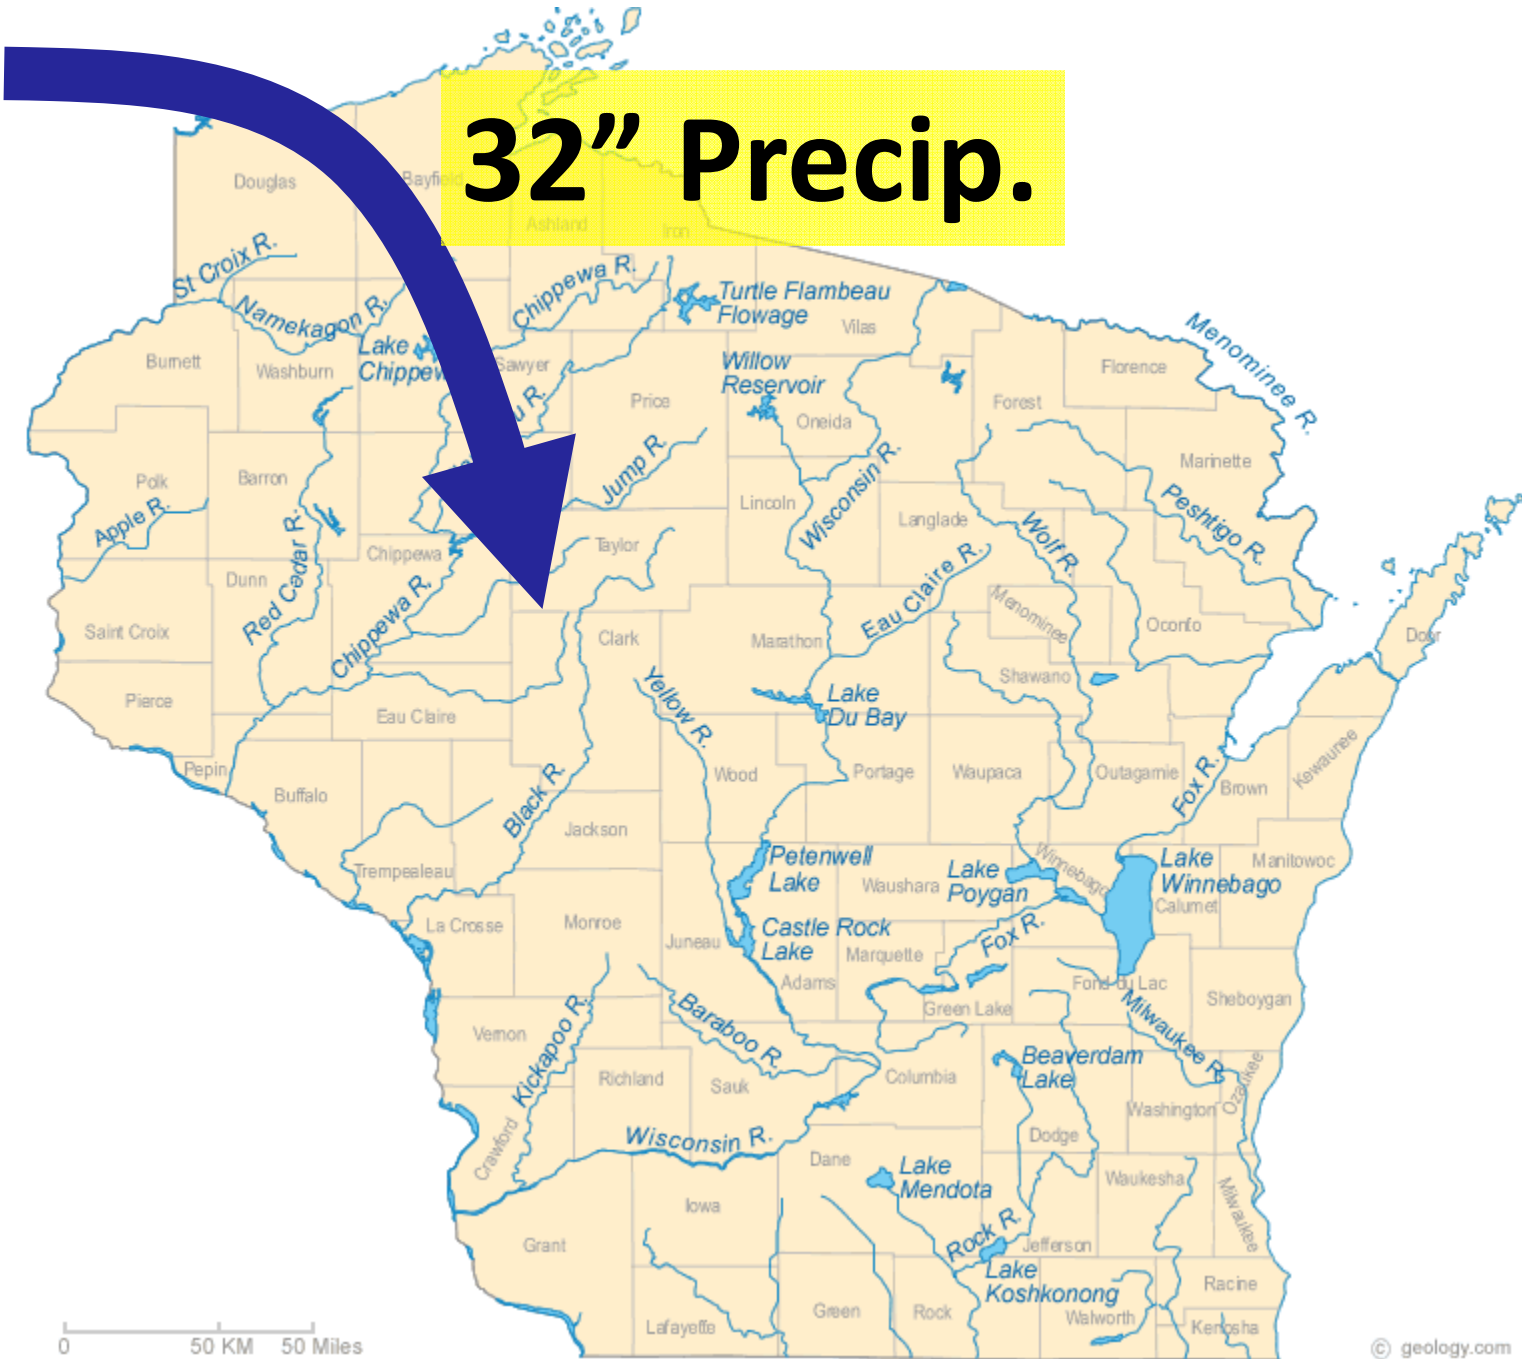 32” Precip.
Douglas
Bayfield
Ashland
Iron
St Croix R.
Namekagon R.
Chippewa R.
Turtle Flambeau
Flowage
Vilas
Menominee R.
Burnett
Washburn
Lake
Chippew
Sawyer
Willow
Reservoir
Florence
Price
Oneida
Forest
u R.
Polk
Barron
Jump R.
Lincoln
Wisconsin R.
Marinette
Apple R.
Red Cedar R.
Chippewa
Taylor
Langlade
Wolf R.
Peshtigo R.
Dunn
Chippewa R.
Eau Claire R.
Menominee
Saint Croix
Clark
Marathon
Oconto
Door
Pierce
Eau Claire
Yellow R.
Lake
Du Bay
Shawano
Pepin
Buffalo
Black R.
Wood
Portage
Waupaca
Outagamie
Fox R.
Brown
Kewaunee
Jackson
Trempealeau
Petenwell
Lake
Waushara
Lake
Poygan
Winnebago
Lake
Winnebago
Manitowoc
Calumet
La Crosse
Monroe
Juneau
Castle Rock
Lake
Adams
Marquette
Fox R.
Green Lake
Fond du Lac
Sheboygan
Vernon
Kickapoo R.
Baraboo R.
Milwaukee R.
Richland
Sauk
Columbia
Beaverdam
Lake
Ozaukee
Washington
Crawford
Wisconsin R.
Dodge
Dane
Lake
Mendota
Waukesha
Milwaukee
Grant
Iowa
Rock R.
Jefferson
Lake
Koshkonong
Racine
Lafayette
Green
Rock
Walworth
Kenosha
0 50 KM 50 Miles
© geology.com